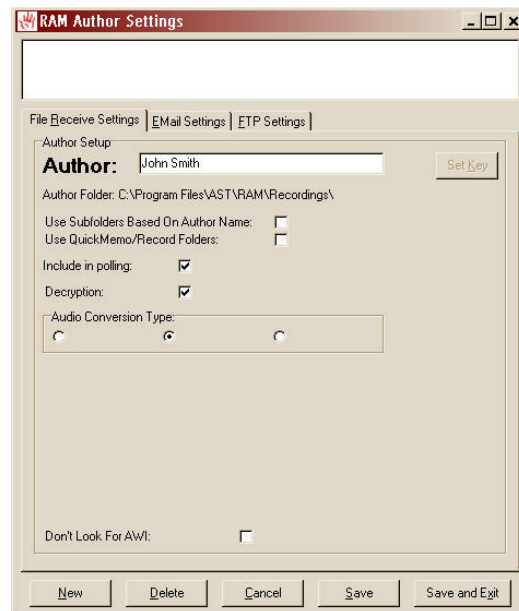 RAM Author Settings
File Receive Settings EMail Settings FTP Settings
Author Setup
Author: John Smith Set Key
Author Folder: C:\Program Files\AST\RAM\Recordings\
Use Subfolders Based On Author Name:
Use QuickMemo/Record Folders:
Include in polling:
Decryption:
Audio Conversion Type:
Don't Look For AWI:
New Delete Cancel Save Save and Exit